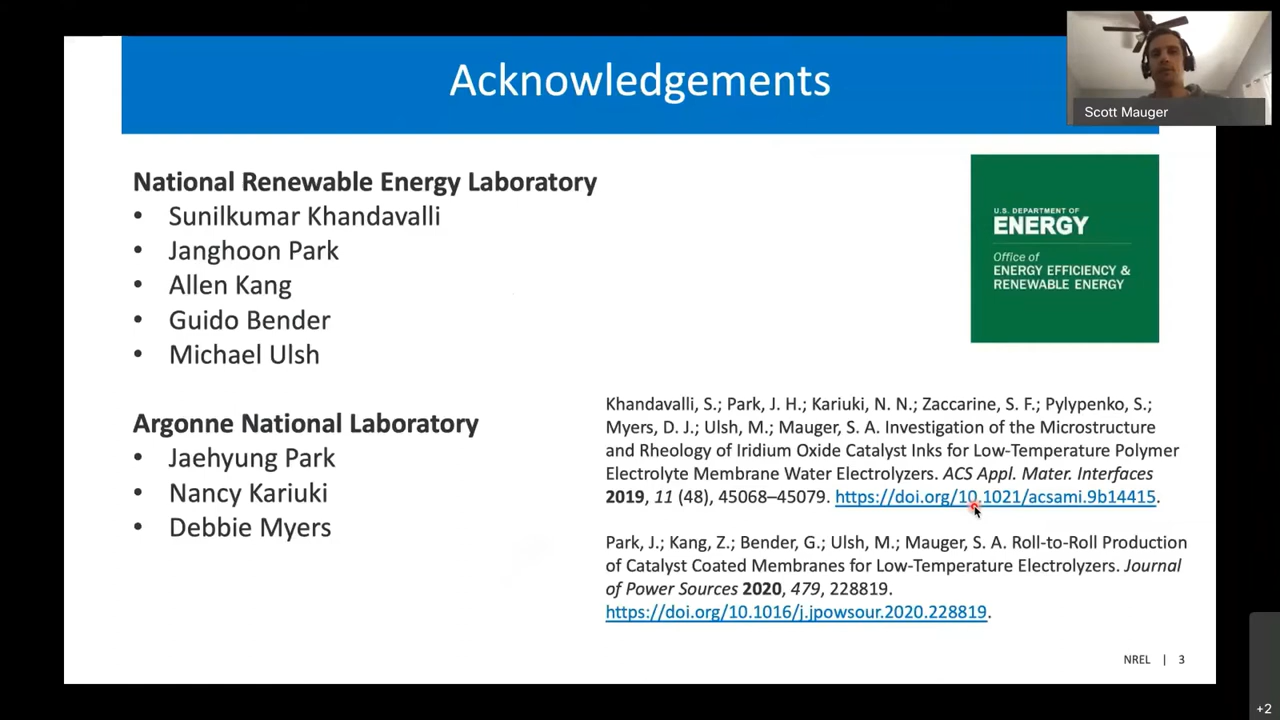 Acknowledgements
Scott Mauger
National Renewable Energy Laboratory
• Sunilkumar Khandavalli
• Janghoon Park
• Allen Kang
• Guido Bender
• Michael Ulsh
Argonne National Laboratory
• Jaehyung Park
• Nancy Kariuki
• Debbie Myers
U.S. DEPARTMENT OF
ENERGY
Office of
ENERGY EFFICIENCY &
RENEWABLE ENERGY
Khandavalli, S.; Park, J. H.; Kariuki, N. N.; Zaccarine, S. F.; Pylypenko, S.;
Myers, D. J.; Ulsh, M.; Mauger, S. A. Investigation of the Microstructure
and Rheology of Iridium Oxide Catalyst Inks for Low-Temperature Polymer
Electrolyte Membrane Water Electrolyzers. ACS Appl. Mater. Interfaces
2019, 11 (48), 45068–45079. https://doi.org/10.1021/acsami.9b14415.
Park, J.; Kang, Z.; Bender, G.; Ulsh, M.; Mauger, S. A. Roll-to-Roll Production
of Catalyst Coated Membranes for Low-Temperature Electrolyzers. Journal
of Power Sources 2020, 479, 228819.
https://doi.org/10.1016/j.jpowsour.2020.228819.
NREL | 3
+2